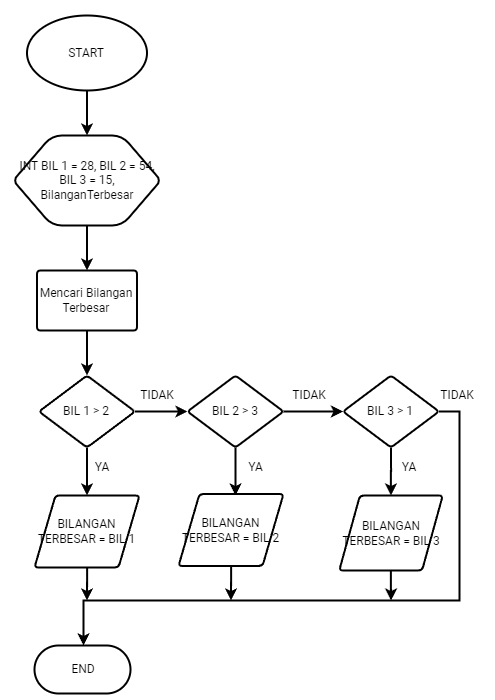 START
INT BIL 1 = 28, BIL 2 = 54,
BIL 3 = 15,
BilanganTerbesar
Mencari Bilangan
Terbesar
BIL 1 > 2
TIDAK
BIL 2 > 3
TIDAK
BIL 3 > 1
TIDAK
YA
YA
YA
BILANGAN
TERBESAR = BIL 1
BILANGAN
TERBESAR = BIL 2
BILANGAN
TERBESAR = BIL 3
END